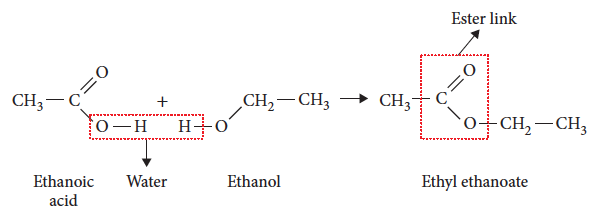 Ester link
O
O
CH₃—C
+
CH₂—CH₃
CH₃—C
O—H
H—O
O—CH₂—CH₃
Ethanoic
acid
Water
Ethanol
Ethyl ethanoate